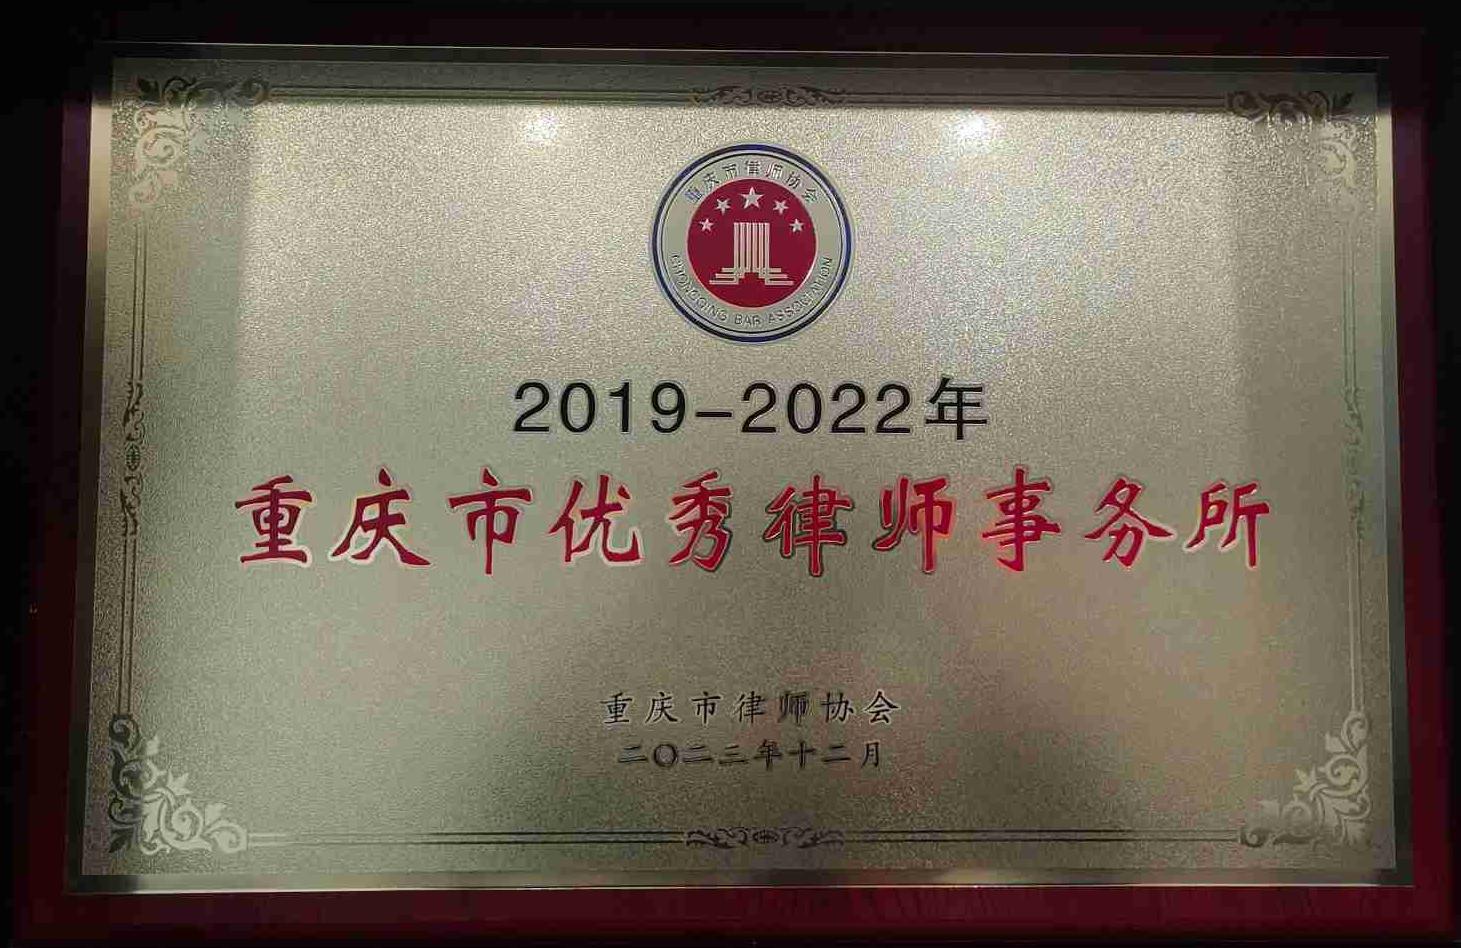 重庆市律师协会
CHONGQING BAR ASSOCIATION
2019-2022年
重庆市优秀律师事务所
重庆市律师协会
二〇二三年十二月